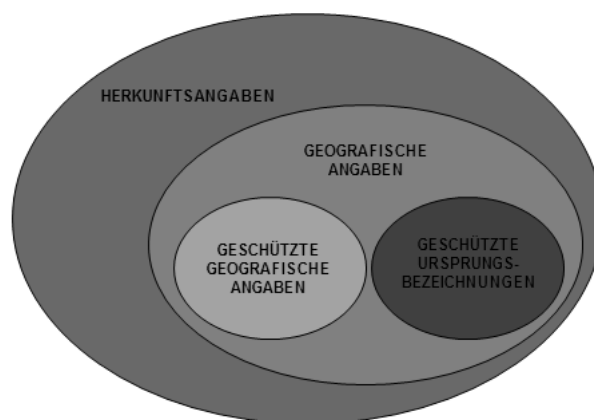 HERKUNFTSANGABEN
GEOGRAFISCHE
ANGABEN
GESCHÜTZTE
GEOGRAFISCHE
ANGABEN
GESCHÜTZTE
URSPRUNGS-
BEZEICHNUNGEN